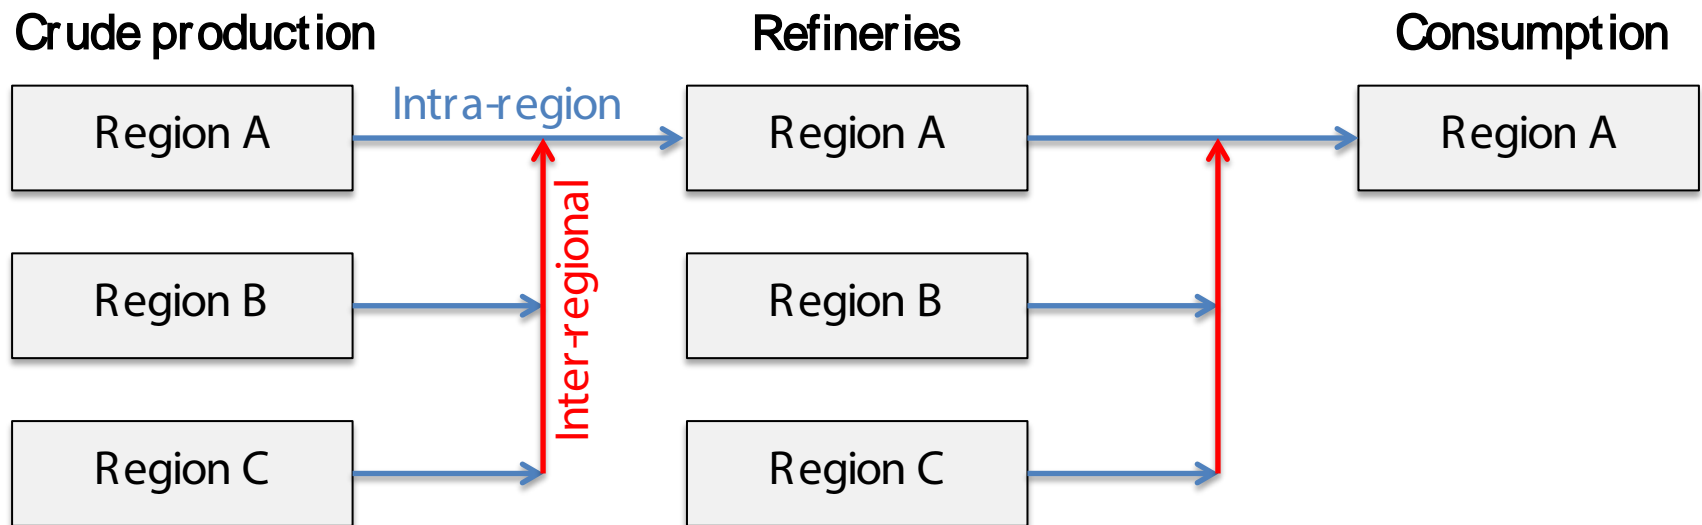 Crude production
Refineries
Consumption
Region A
Intra-region
Region A
Region A
Inter-regional
Region B
Region B
Region C
Region C